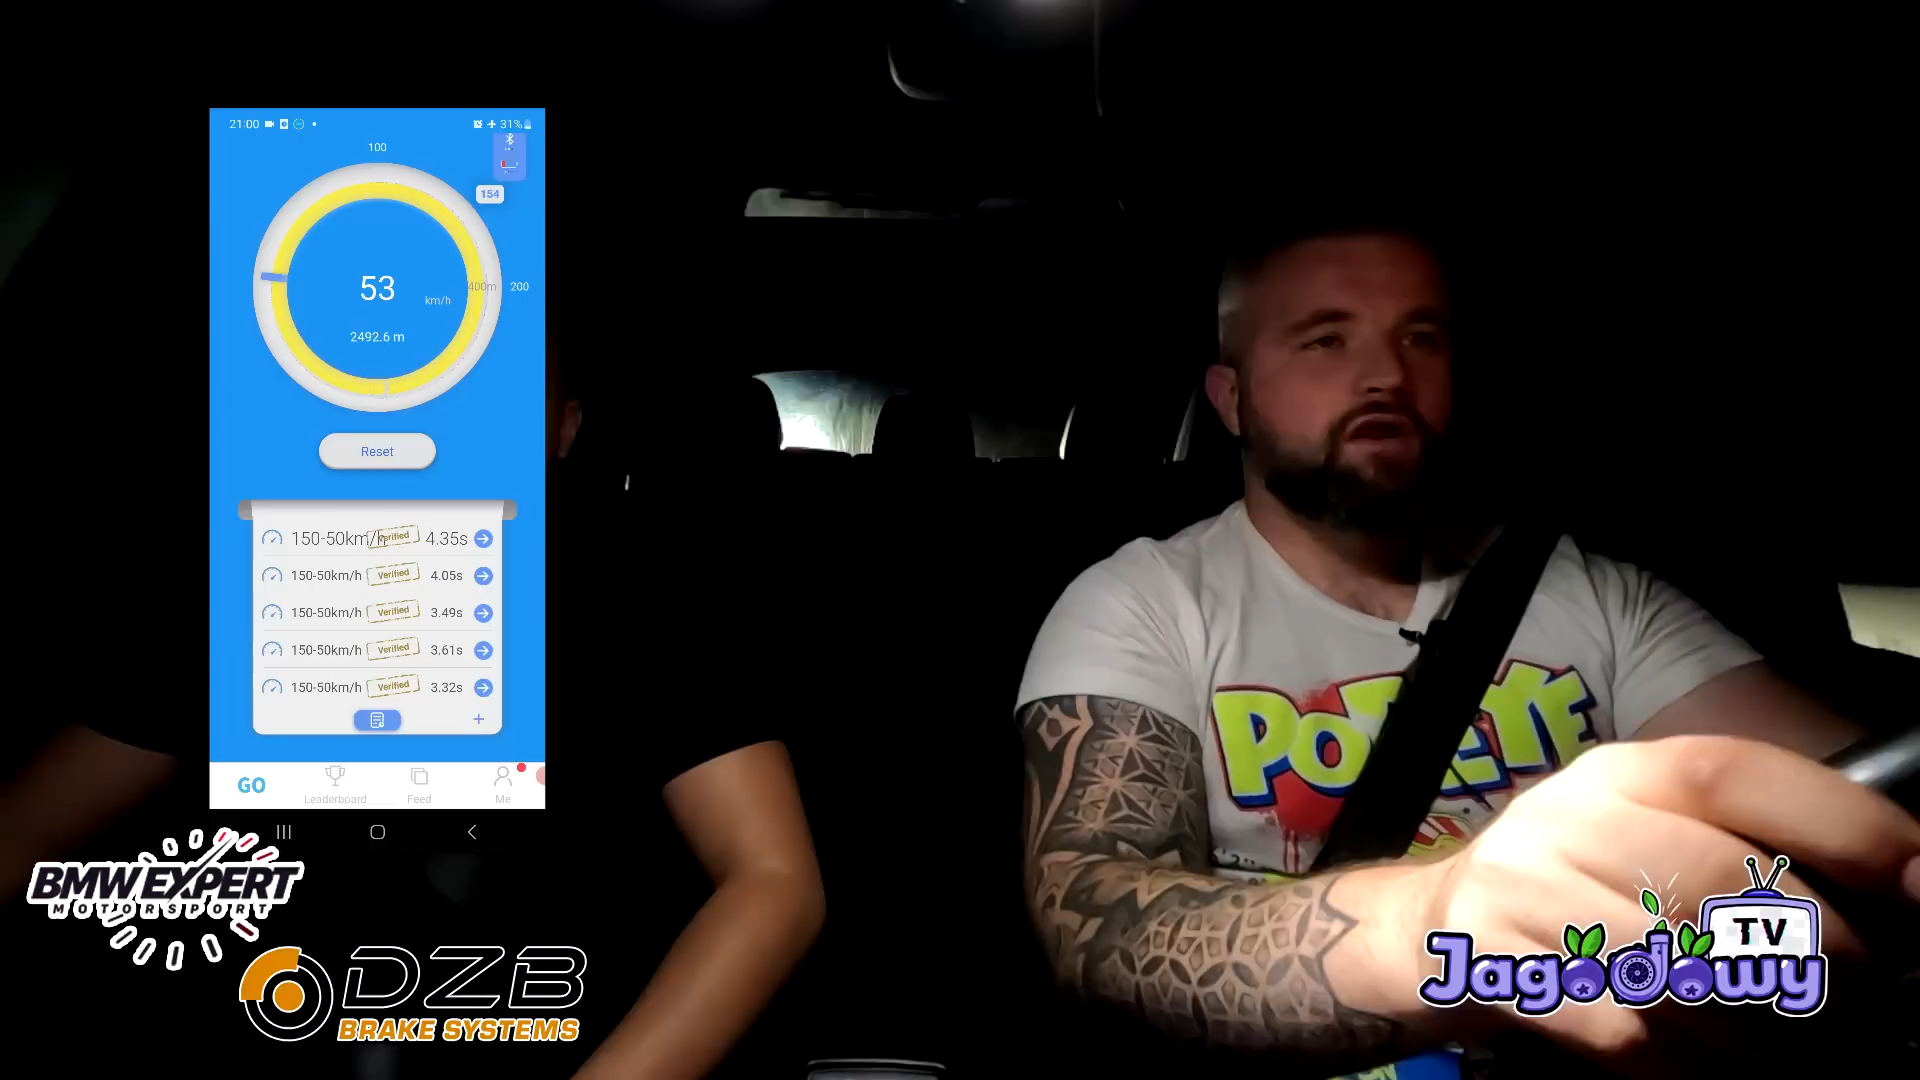 21:00 31%
100
154
53
km/h
400m
200
2492.6 m
Reset
150-50km/h Verified 4.35s
150-50km/h Verified 4.05s
150-50km/h Verified 3.49s
150-50km/h Verified 3.61s
150-50km/h Verified 3.32s
+
GO
Leaderboard
Feed
Me
BMW EXPERT
MOTORSPORT
DZB
BRAKE SYSTEMS
TV
Jagodowy